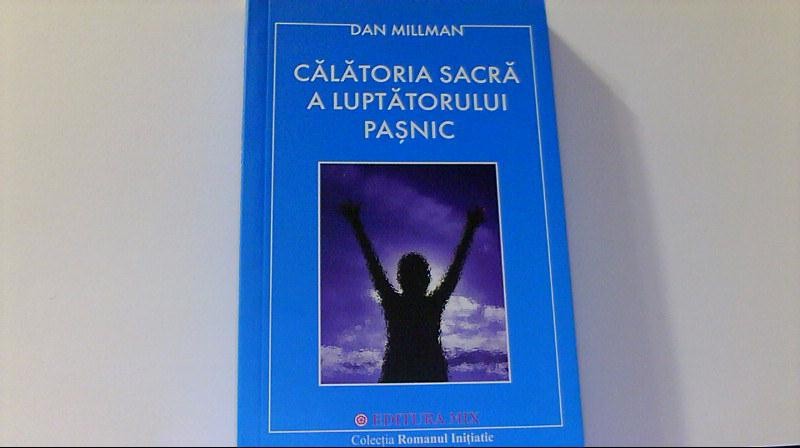 DAN MILLMAN
CĂLĂTORIA SACRĂ
A LUPTĂTORULUI
PAȘNIC
EDITURA MIX
Colecția Romanul Inițiatic